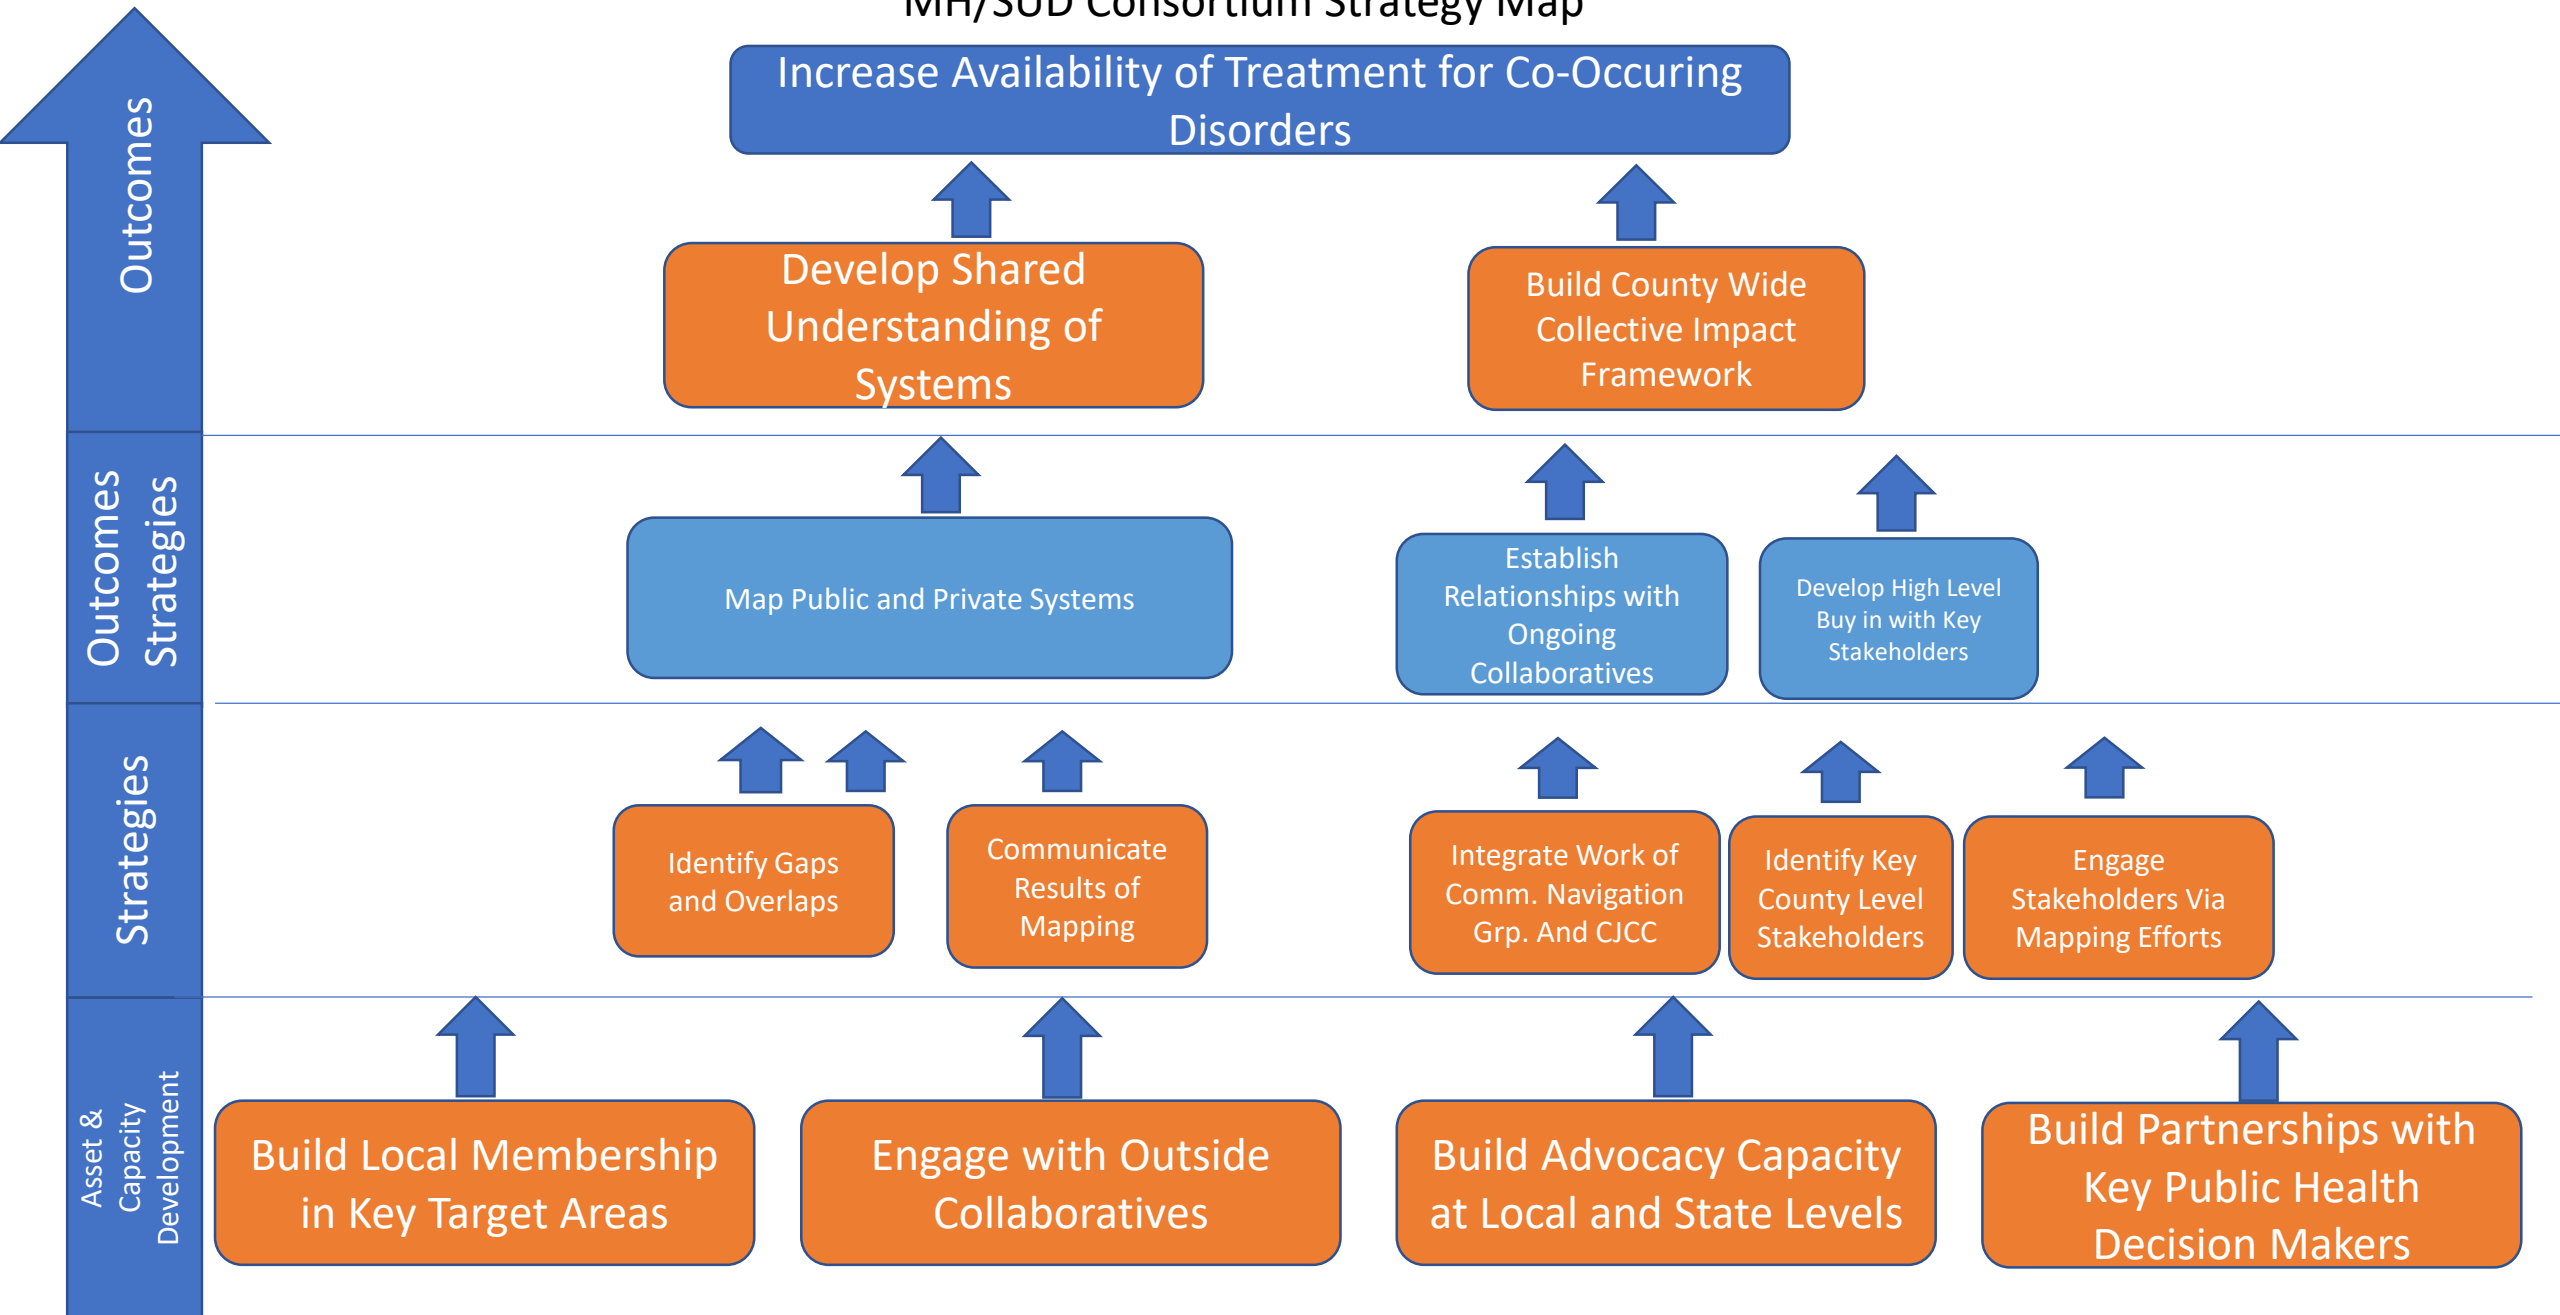 MH/SUD Consortium Strategy Map
Increase Availability of Treatment for Co-Occuring
Disorders
Outcomes
Develop Shared
Understanding of
Systems
Build County Wide
Collective Impact
Framework
Outcomes
Strategies
Map Public and Private Systems
Establish
Relationships with
Ongoing
Collaboratives
Develop High Level
Buy in with Key
Stakeholders
Strategies
Identify Gaps
and Overlaps
Communicate
Results of
Mapping
Integrate Work of
Comm. Navigation
Grp. And CJCC
Identify Key
County Level
Stakeholders
Engage
Stakeholders Via
Mapping Efforts
Asset &
Capacity
Development
Build Local Membership
in Key Target Areas
Engage with Outside
Collaboratives
Build Advocacy Capacity
at Local and State Levels
Build Partnerships with
Key Public Health
Decision Makers